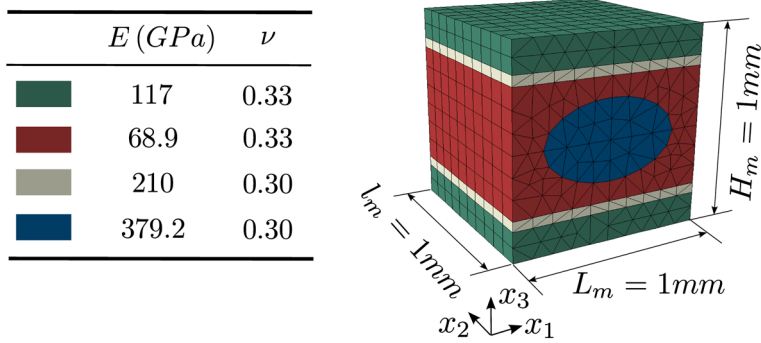 E (GPa) ν
117 0.33
68.9 0.33
210 0.30
379.2 0.30
H_m = 1mm
l_m = 1mm
L_m = 1mm
x_3
x_2 x_1